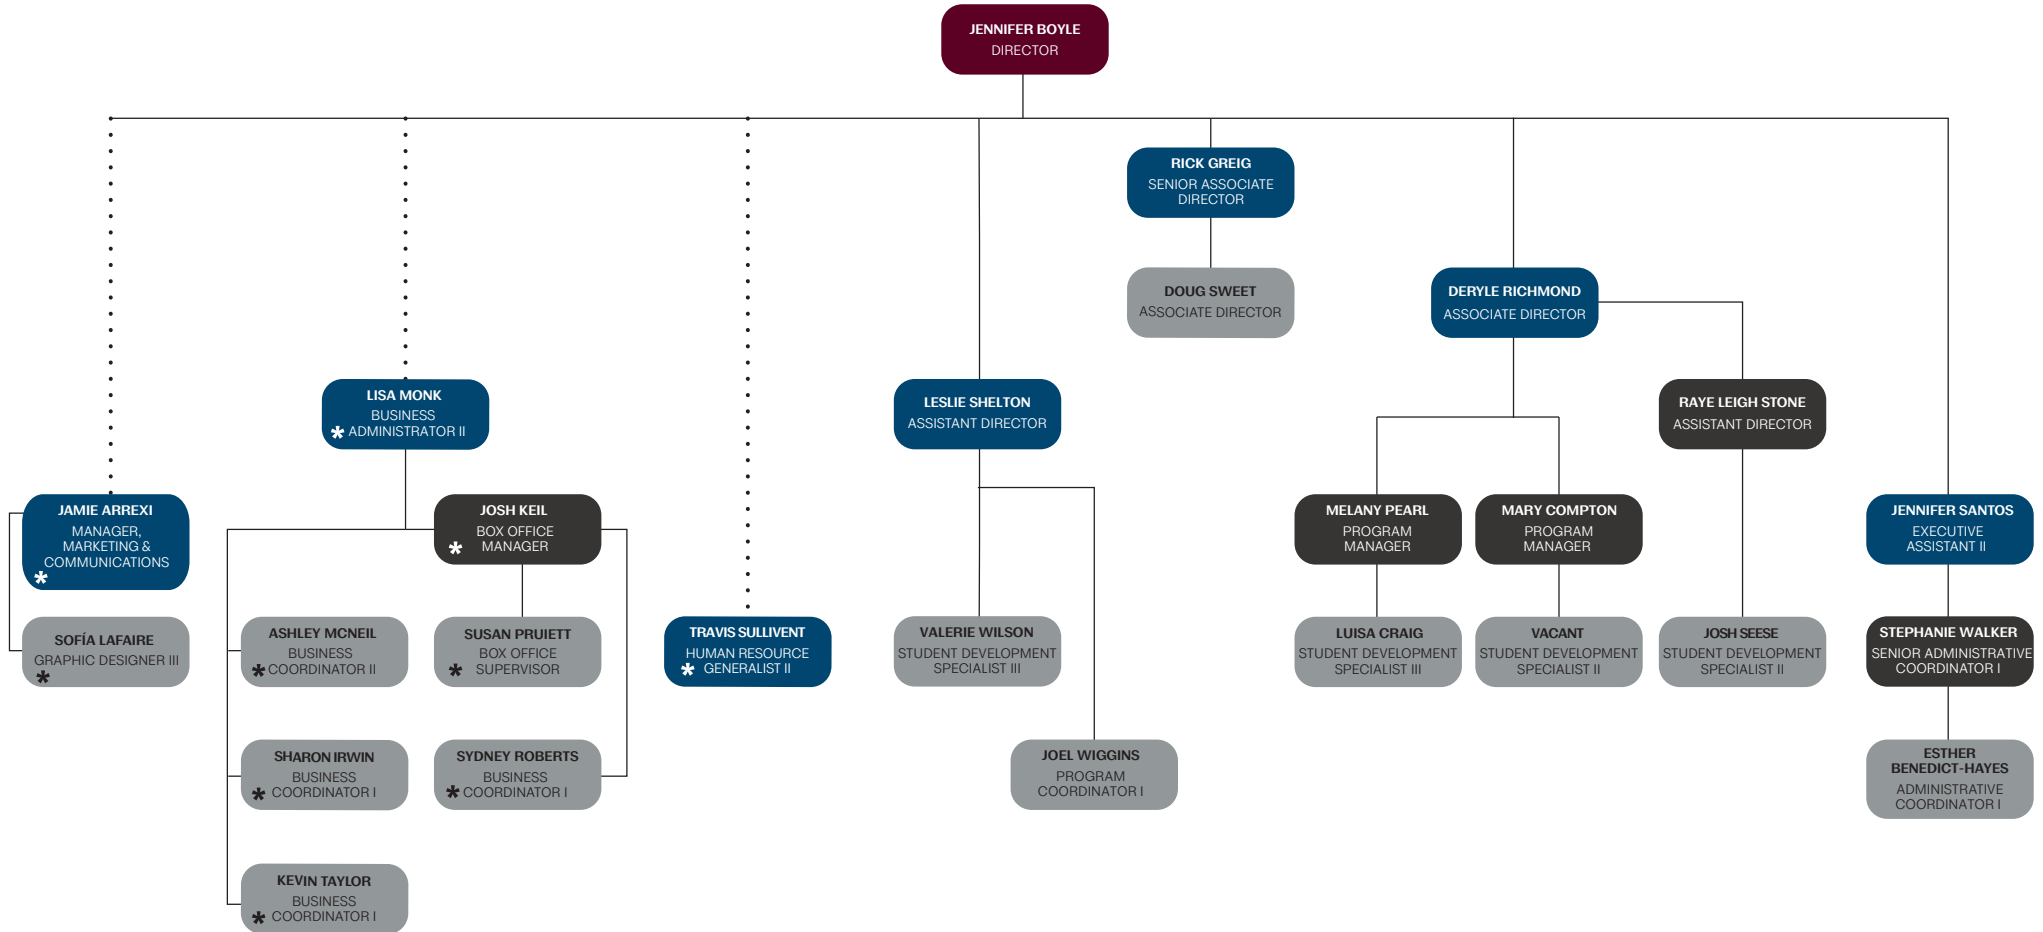 JENNIFER BOYLE
DIRECTOR
RICK GREIG
SENIOR ASSOCIATE
DIRECTOR
DOUG SWEET
ASSOCIATE DIRECTOR
DERYLE RICHMOND
ASSOCIATE DIRECTOR
LISA MONK
BUSINESS
* ADMINISTRATOR II
LESLIE SHELTON
ASSISTANT DIRECTOR
RAYE LEIGH STONE
ASSISTANT DIRECTOR
JAMIE ARREXI
MANAGER,
MARKETING &
COMMUNICATIONS
*
JOSH KEIL
BOX OFFICE
* MANAGER
MELANY PEARL
PROGRAM
MANAGER
MARY COMPTON
PROGRAM
MANAGER
JENNIFER SANTOS
EXECUTIVE
ASSISTANT II
SOFÍA LAFAIRE
GRAPHIC DESIGNER III
*
ASHLEY MCNEIL
BUSINESS
* COORDINATOR II
SUSAN PRUIETT
BOX OFFICE
* SUPERVISOR
TRAVIS SULLIVENT
HUMAN RESOURCE
* GENERALIST II
VALERIE WILSON
STUDENT DEVELOPMENT
SPECIALIST III
LUISA CRAIG
STUDENT DEVELOPMENT
SPECIALIST III
VACANT
STUDENT DEVELOPMENT
SPECIALIST II
JOSH SEESE
STUDENT DEVELOPMENT
SPECIALIST II
STEPHANIE WALKER
SENIOR ADMINISTRATIVE
COORDINATOR I
SHARON IRWIN
BUSINESS
* COORDINATOR I
SYDNEY ROBERTS
BUSINESS
* COORDINATOR I
JOEL WIGGINS
PROGRAM
COORDINATOR I
ESTHER
BENEDICT-HAYES
ADMINISTRATIVE
COORDINATOR I
KEVIN TAYLOR
BUSINESS
* COORDINATOR I